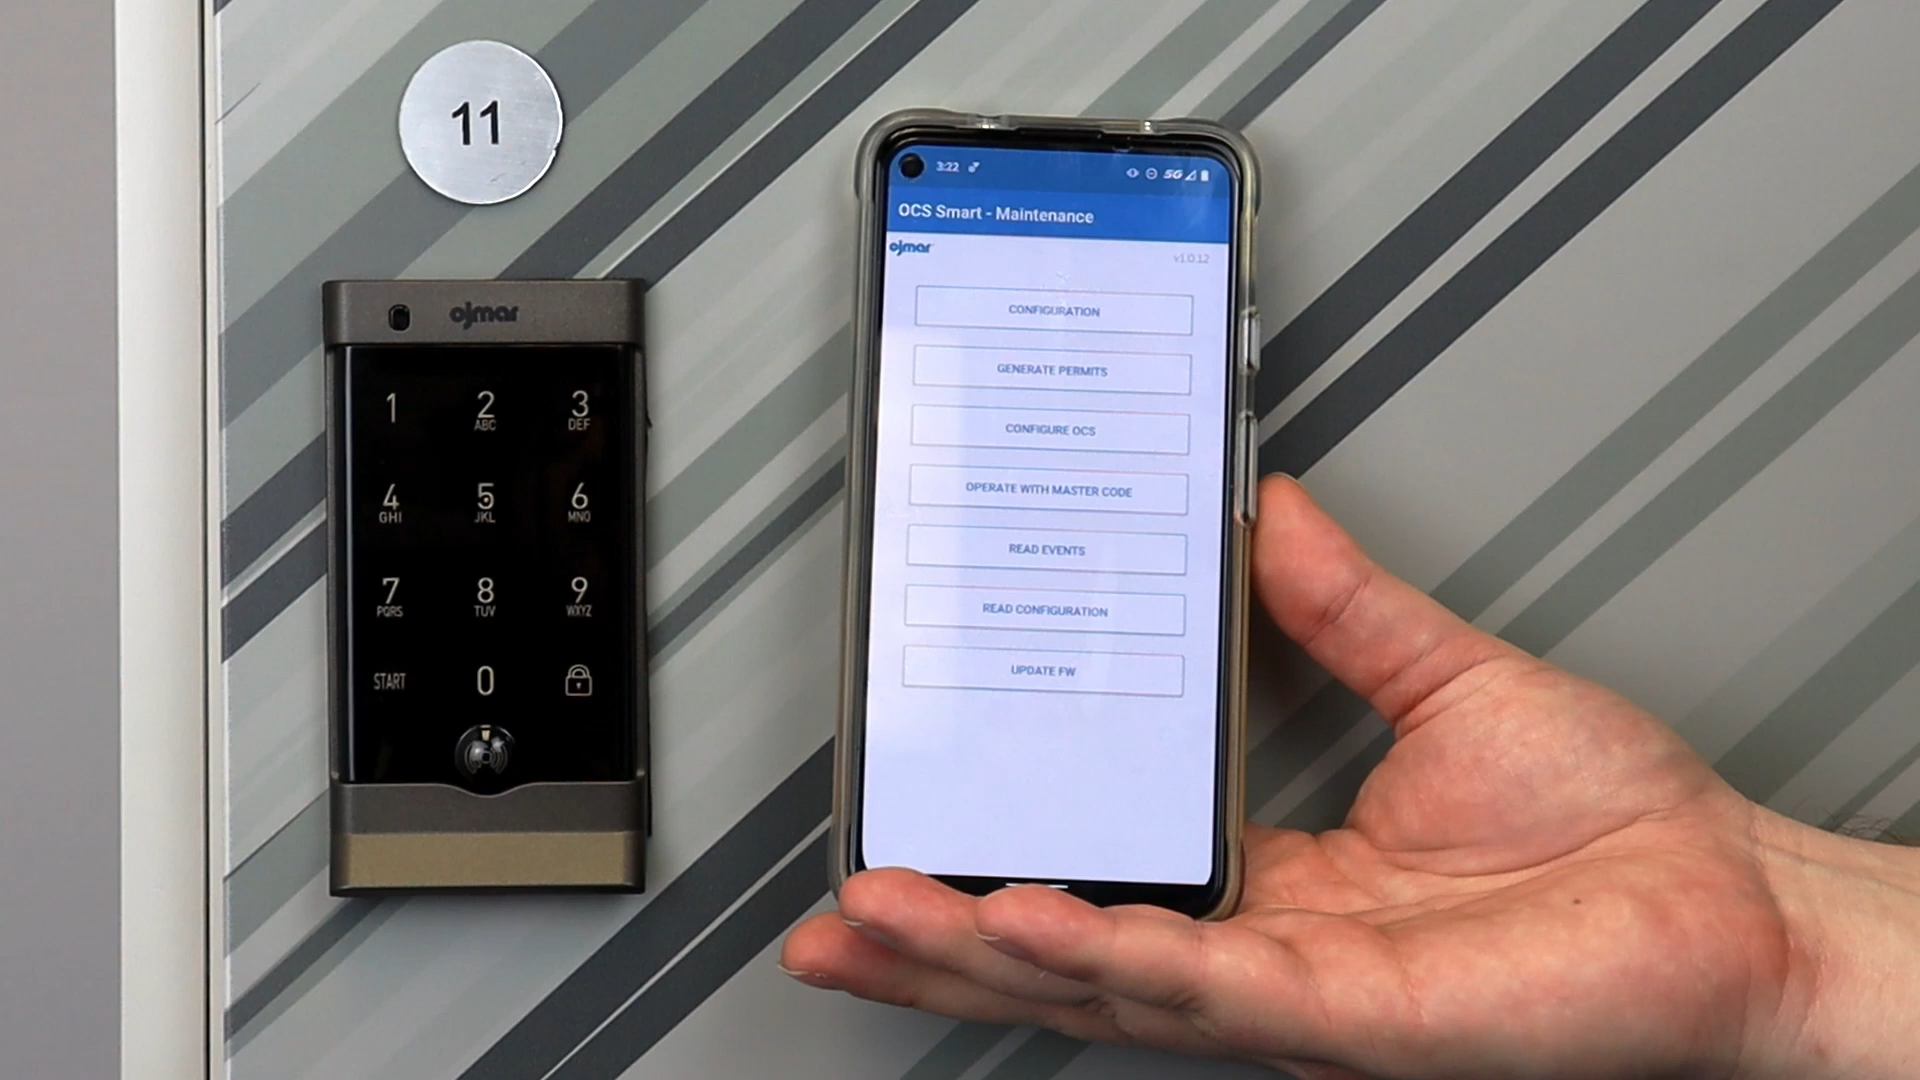 11
ojmar
1
2
ABC
3
DEF
4
GHI
5
JKL
6
MNO
7
PQRS
8
TUV
9
WXYZ
START
0
3:22
5G
OCS Smart - Maintenance
ojmar
v1.0.12
CONFIGURATION
GENERATE PERMITS
CONFIGURE OCS
OPERATE WITH MASTER CODE
READ EVENTS
READ CONFIGURATION
UPDATE FW